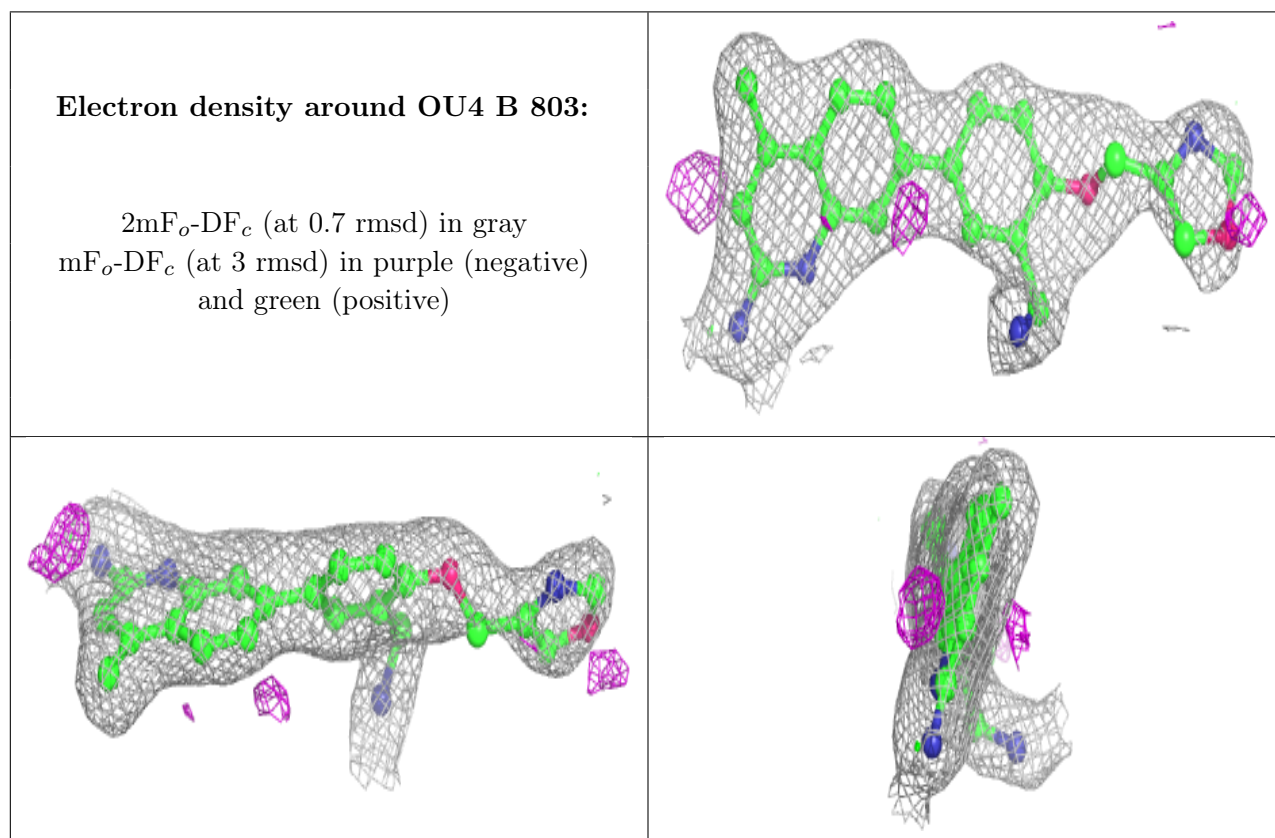 Electron density around OU4 B 803:
2mFₒ-DF𝒸 (at 0.7 rmsd) in gray
mFₒ-DF𝒸 (at 3 rmsd) in purple (negative)
and green (positive)